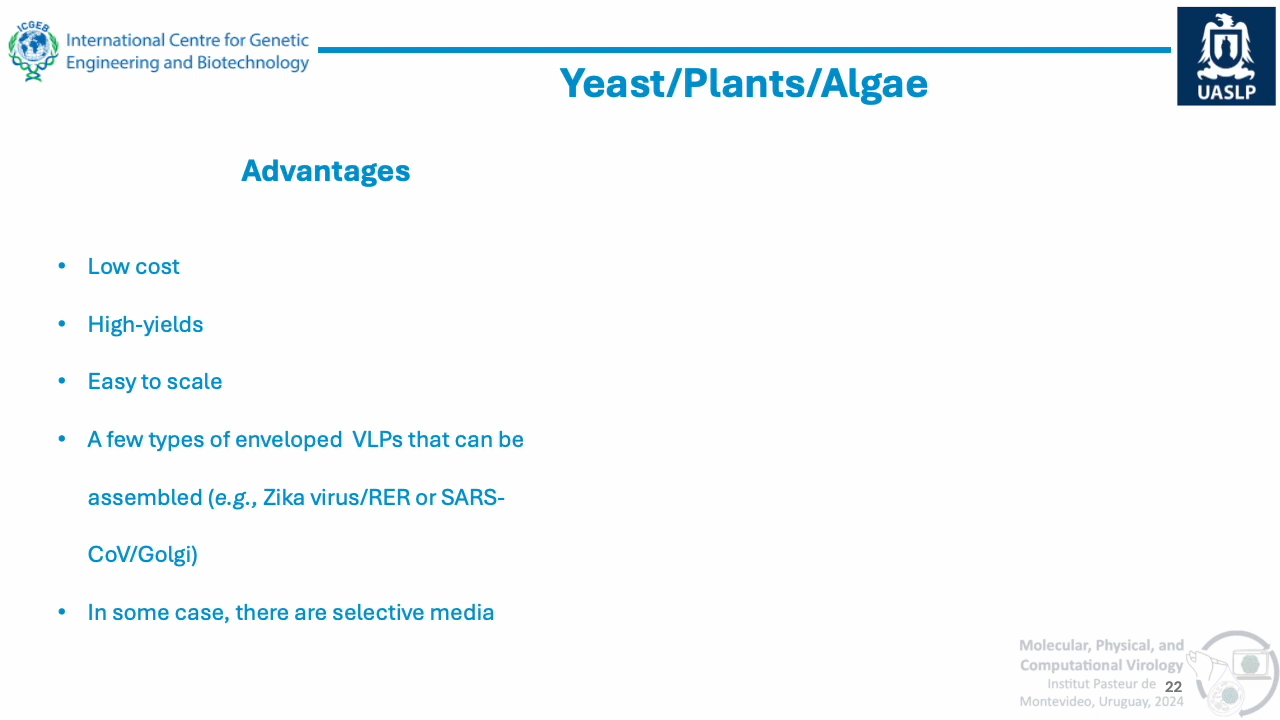 ICGEB
International Centre for Genetic
Engineering and Biotechnology
UASLP
Yeast/Plants/Algae
Advantages
• Low cost
• High-yields
• Easy to scale
• A few types of enveloped  VLPs that can be
assembled (e.g., Zika virus/RER or SARS-
CoV/Golgi)
• In some case, there are selective media
Molecular, Physical, and
Computational Virology
Institut Pasteur de
Montevideo, Uruguay, 2024
22